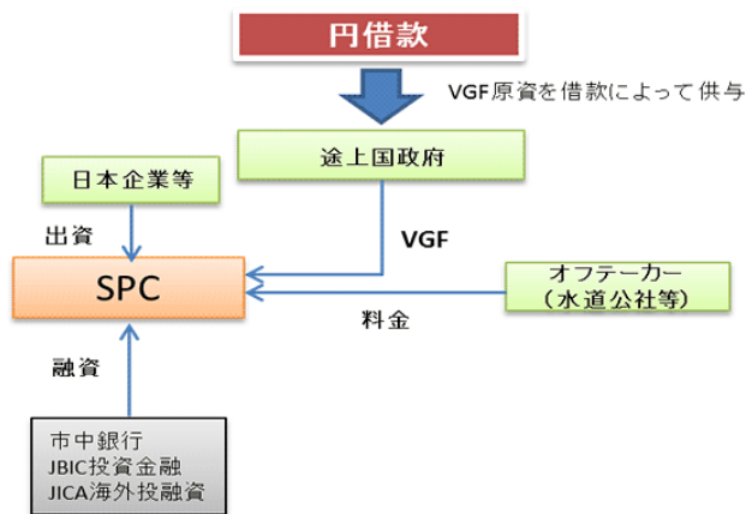 円借款
VGF原資を借款によって供与
途上国政府
日本企業等
出資
VGF
SPC
オフテーカー
（水道公社等）
料金
融資
市中銀行
JBIC投資金融
JICA海外投融資